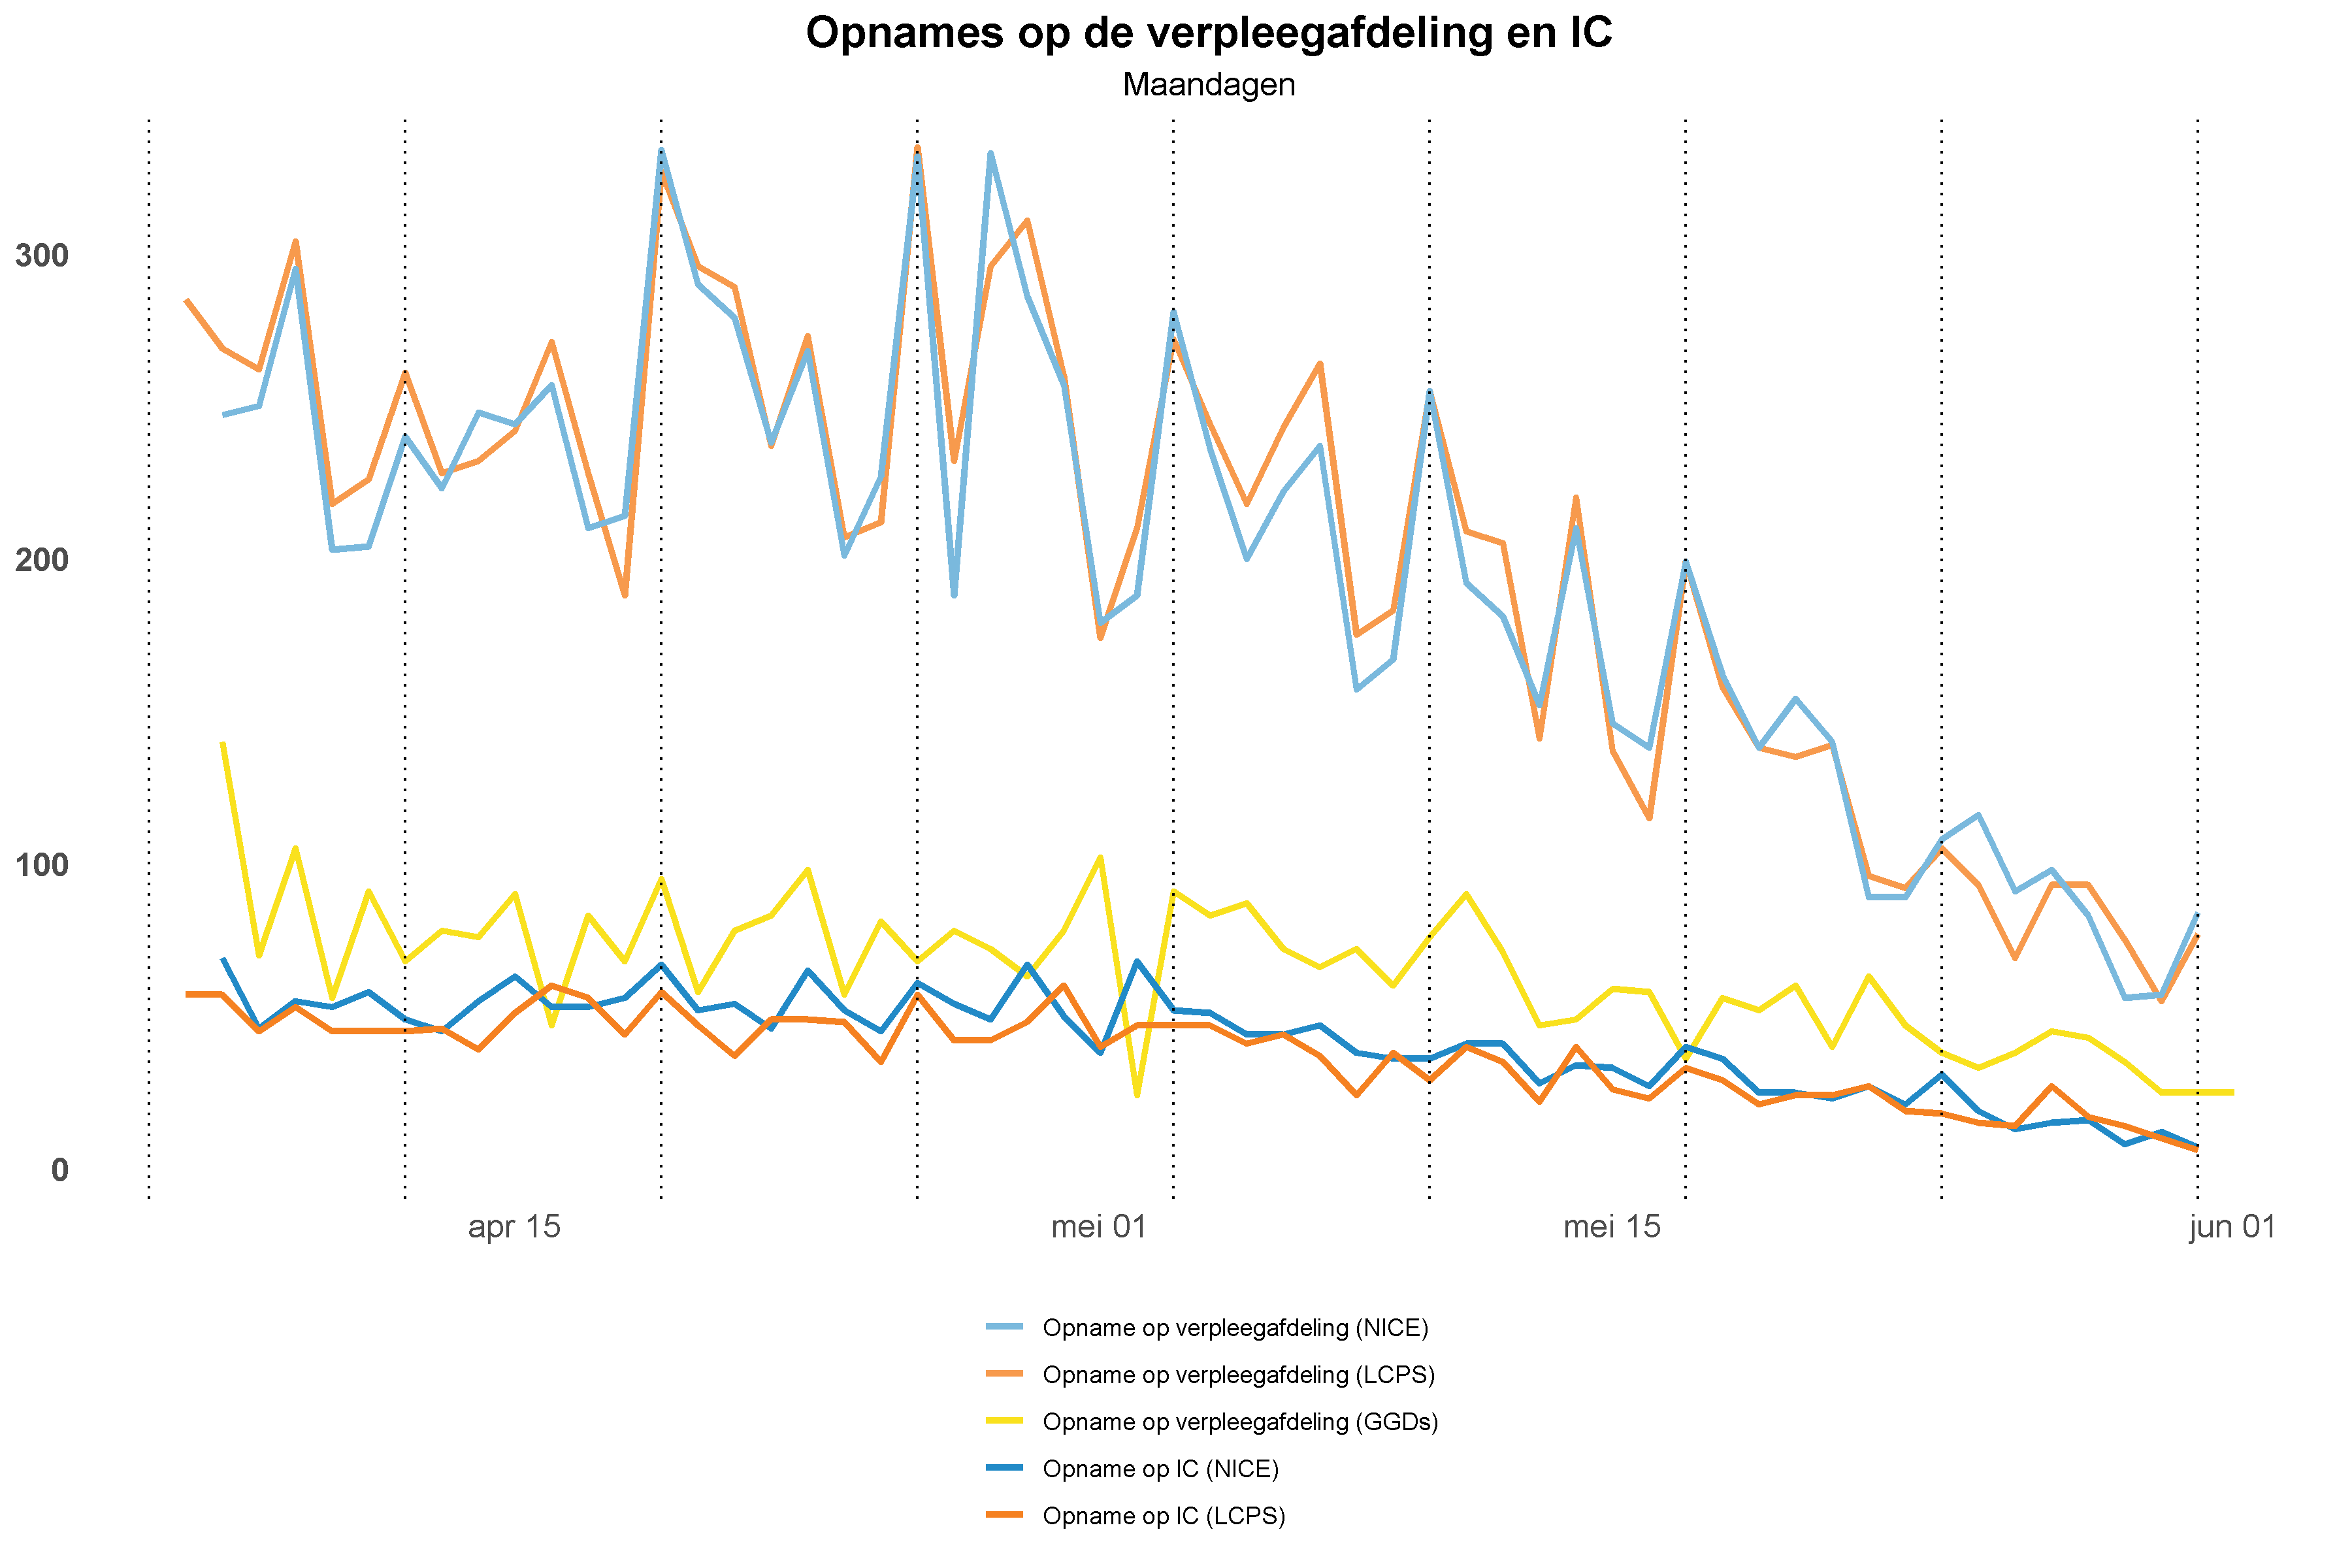 Opnames op de verpleegafdeling en IC
Maandagen
300
200
100
0
apr 15
mei 01
mei 15
jun 01
Opname op verpleegafdeling (NICE)
Opname op verpleegafdeling (LCPS)
Opname op verpleegafdeling (GGDs)
Opname op IC (NICE)
Opname op IC (LCPS)